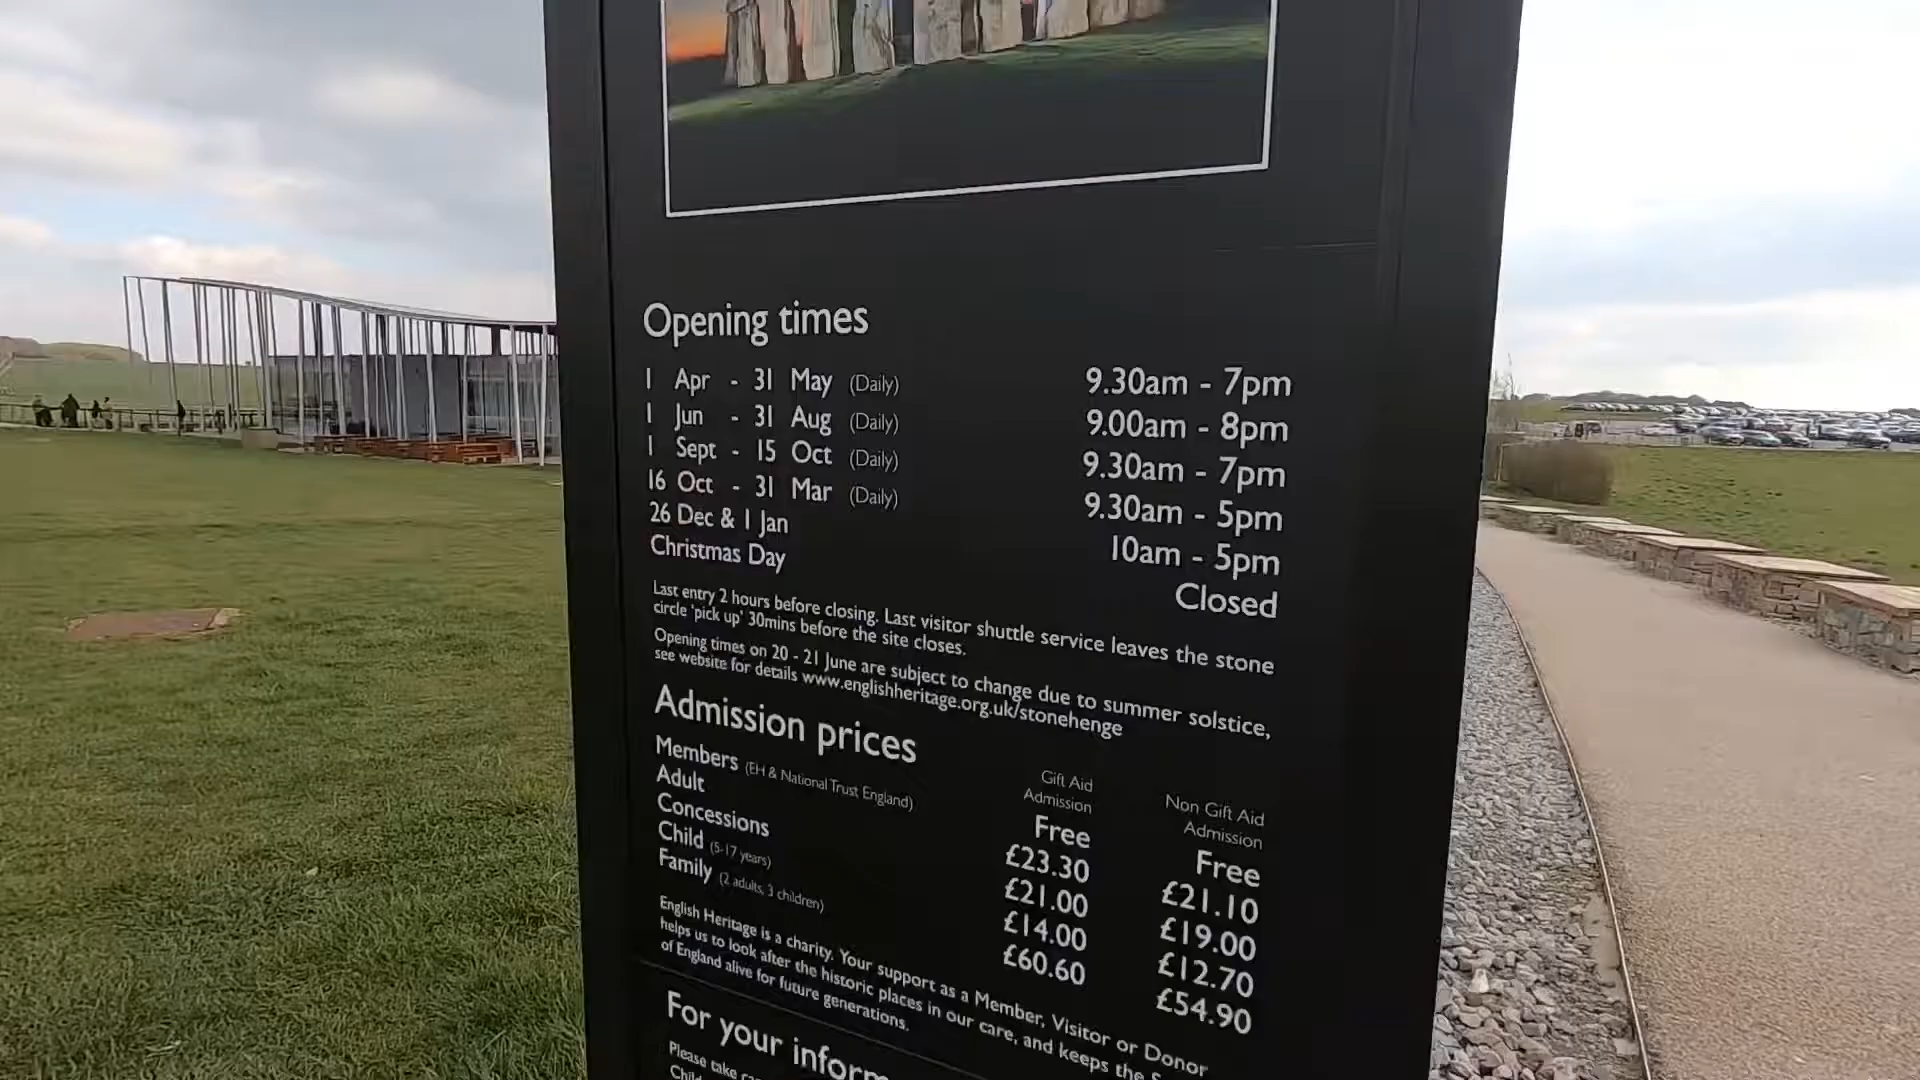 Opening times
1 Apr - 31 May (Daily) 9.30am - 7pm
1 Jun - 31 Aug (Daily) 9.00am - 8pm
1 Sept - 15 Oct (Daily) 9.30am - 7pm
16 Oct - 31 Mar (Daily) 9.30am - 5pm
26 Dec & 1 Jan 10am - 5pm
Christmas Day Closed
Last entry 2 hours before closing. Last visitor shuttle service leaves the stone
circle 'pick up' 30mins before the site closes.
Opening times on 20 - 21 June are subject to change due to summer solstice,
see website for details www.englishheritage.org.uk/stonehenge
Admission prices
Gift Aid Admission
Non Gift Aid Admission
Members (EH & National Trust England) Free Free
Adult £23.30 £21.10
Concessions £21.00 £19.00
Child (5-17 years) £14.00 £12.70
Family (2 adults, 3 children) £60.60 £54.90
English Heritage is a charity. Your support as a Member, Visitor or Donor
helps us to look after the historic places in our care, and keeps the
of England alive for future generations.
For your
Please take